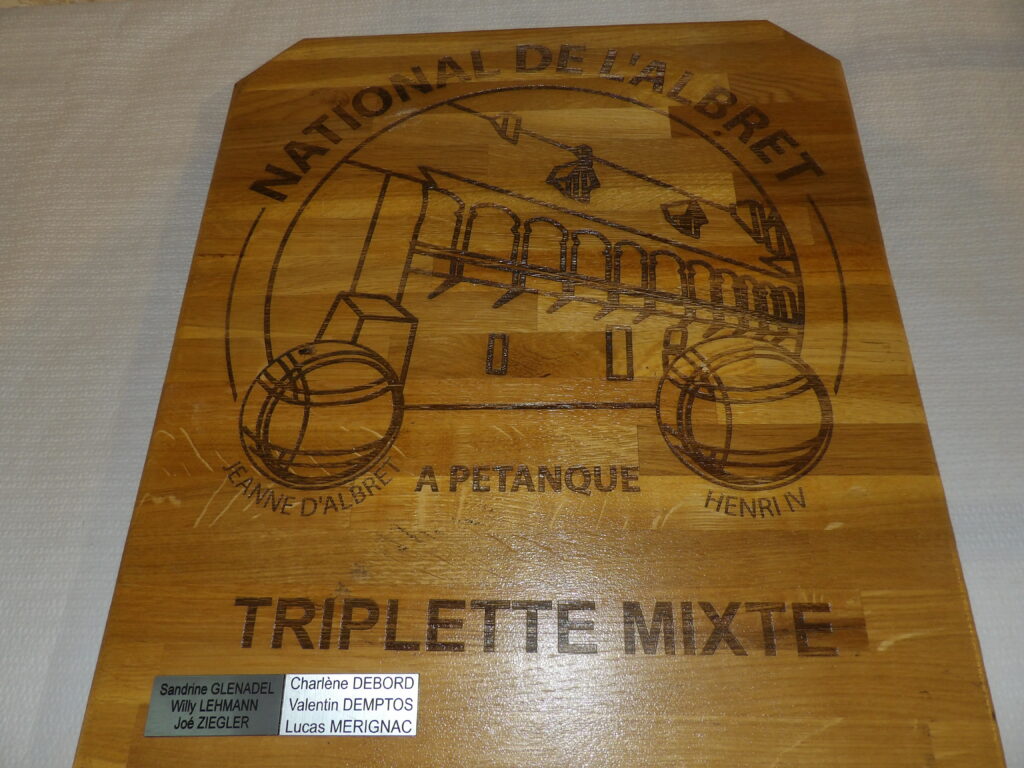 NATIONAL DE L'ALBRET
JEANNE D'ALBRET
A PETANQUE
HENRI IV
TRIPLETTE MIXTE
Sandrine GLENADEL
Willy LEHMANN
Joé ZIEGLER
Charlène DEBORD
Valentin DEMPTOS
Lucas MERIGNAC